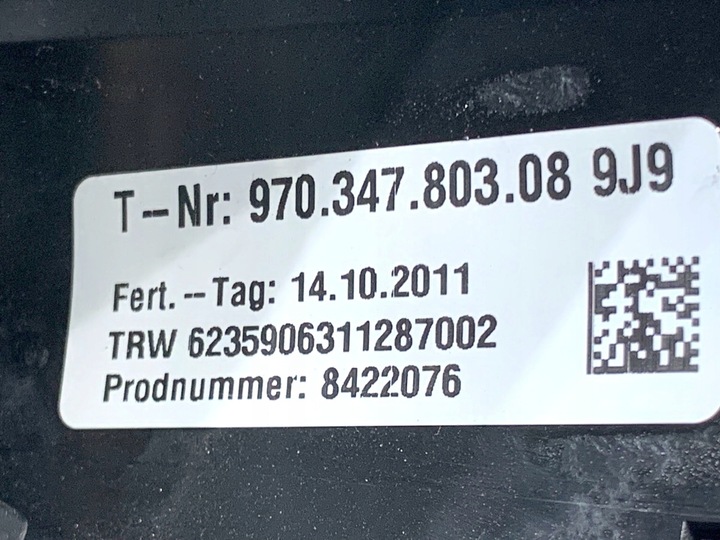 T-Nr: 970.347.803.08 9J9
Fert.--Tag: 14.10.2011
TRW 6235906311287002
Prodnummer: 8422076